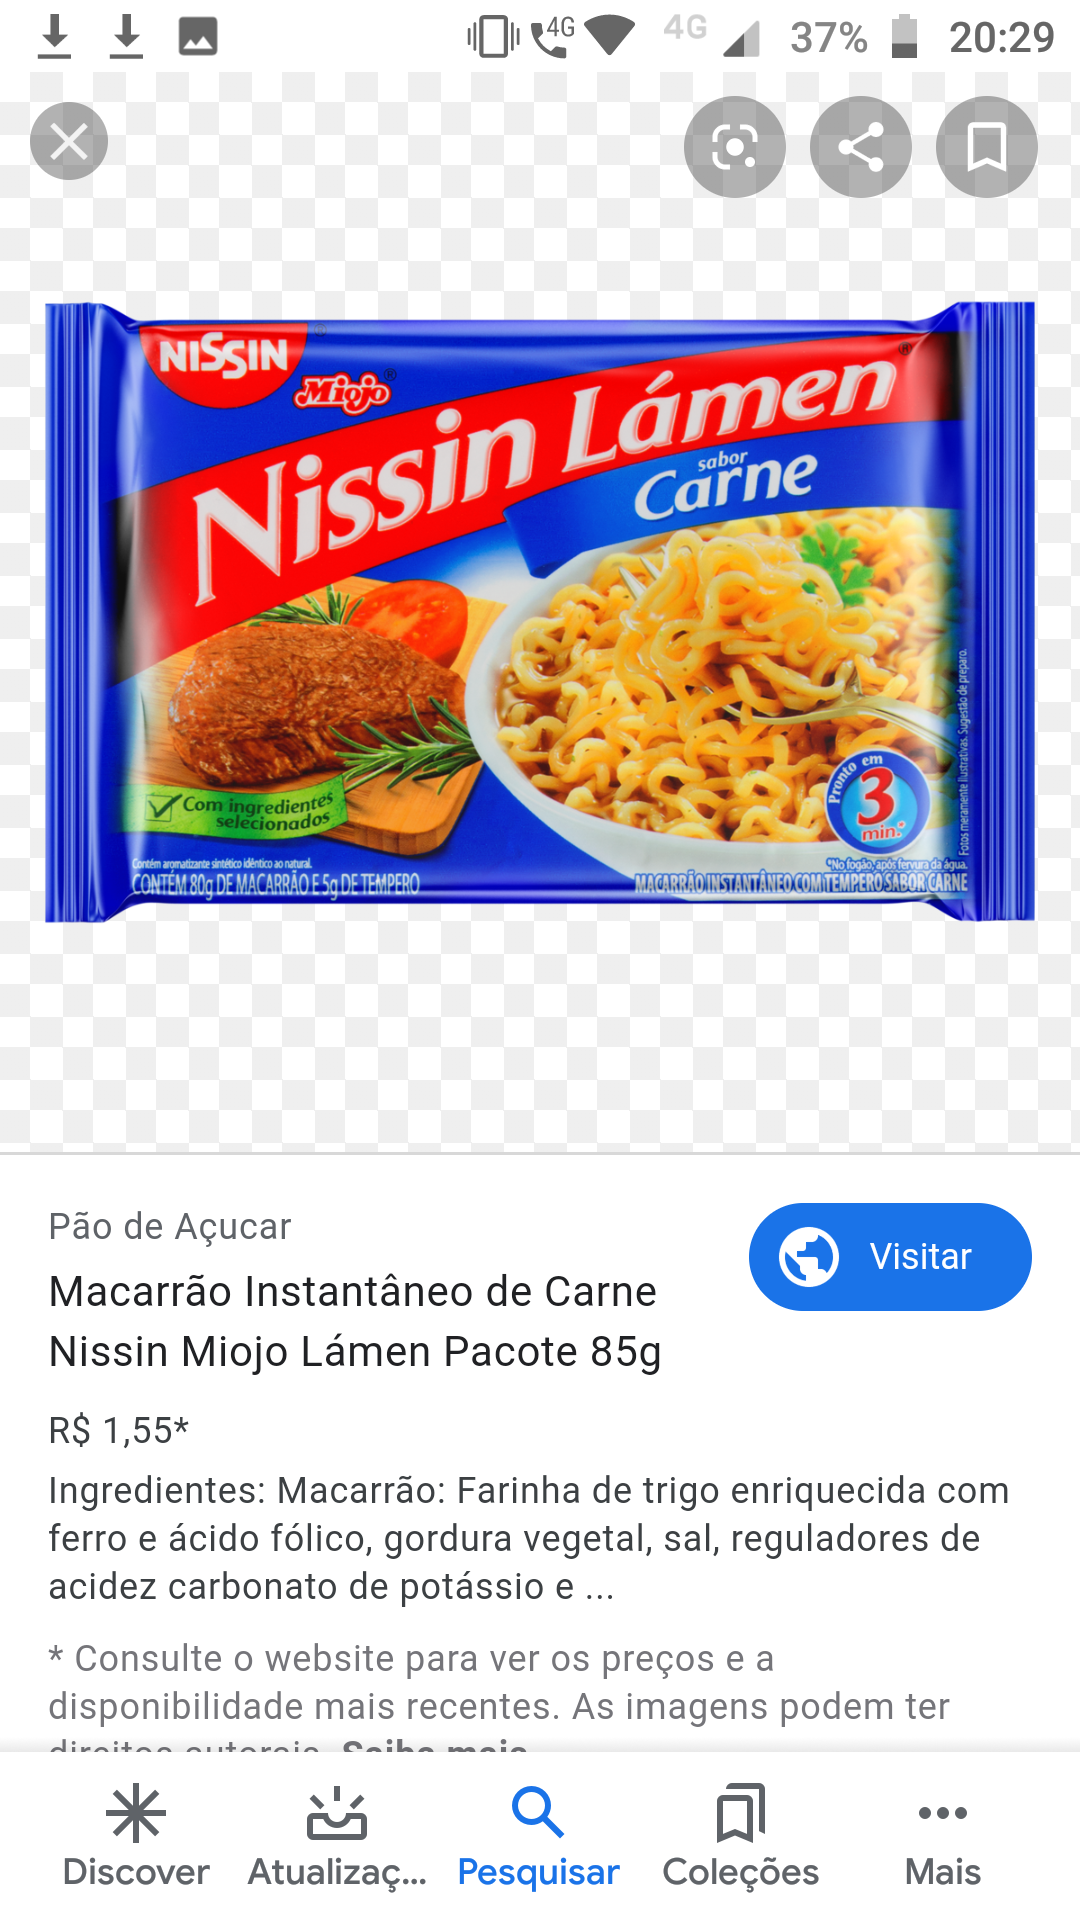 4G
4G
37%
20:29
NISSIN
Miojo
Nissin Lámen
sabor
Carne
Com ingredientes
selecionados
Pronto em
3
min.*
Fotos meramente ilustrativas. Sugestão de preparo.
Contém aromatizante sintético idêntico ao natural.
CONTÉM 80g DE MACARRÃO E 5g DE TEMPERO
*No fogão, após fervura da água.
MACARRÃO INSTANTÂNEO COM TEMPERO SABOR CARNE
Pão de Açucar
Visitar
Macarrão Instantâneo de Carne
Nissin Miojo Lámen Pacote 85g
R$ 1,55*
Ingredientes: Macarrão: Farinha de trigo enriquecida com
ferro e ácido fólico, gordura vegetal, sal, reguladores de
acidez carbonato de potássio e ...
* Consulte o website para ver os preços e a
disponibilidade mais recentes. As imagens podem ter
direitos autorais. Saiba mais
Discover
Atualizaç...
Pesquisar
Coleções
Mais